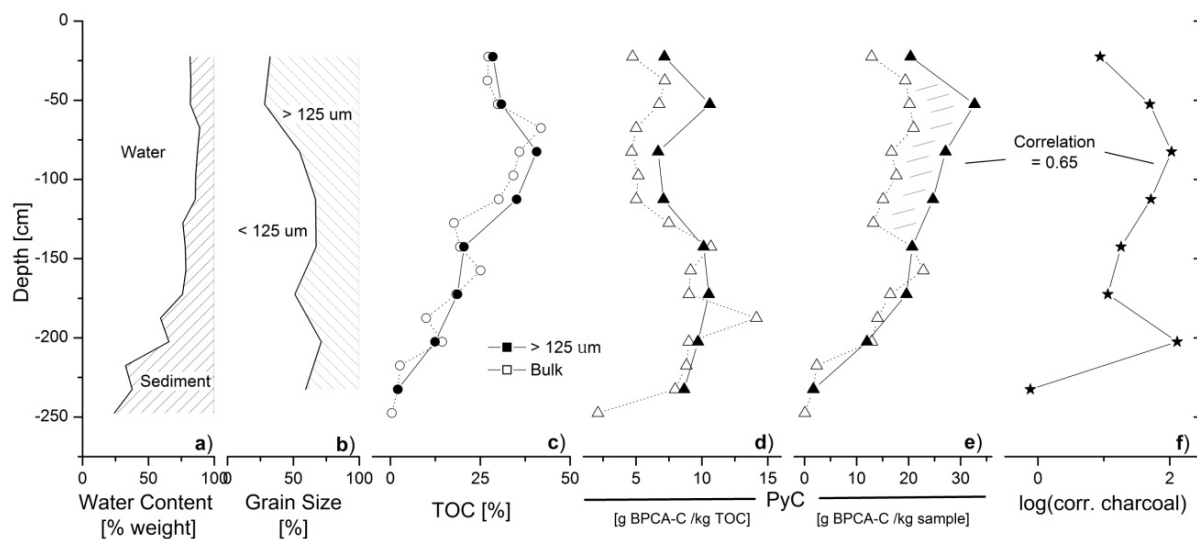 0
-50
-100
-150
-200
-250
Depth [cm]
Water
Sediment
a)
0 50 100
Water Content
[% weight]
> 125 um
< 125 um
b)
0 50 100
Grain Size
[%]
> 125 um
Bulk
c)
0 25 50
TOC [%]
d)
5 10 15
[g BPCA-C /kg TOC]
PyC
e)
0 10 20 30
[g BPCA-C /kg sample]
Correlation
= 0.65
f)
0 1 2
log(corr. charcoal)